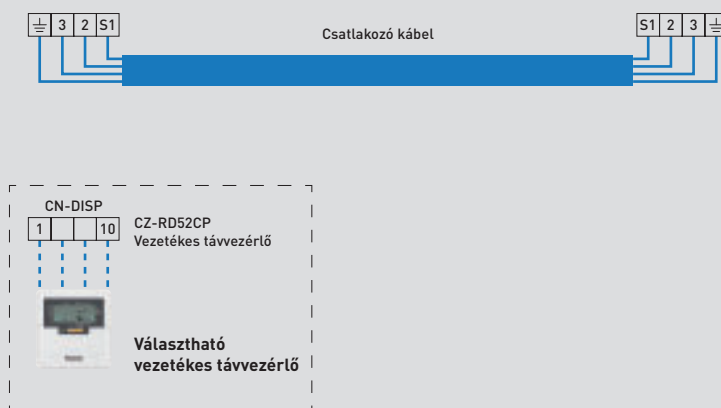 3 2 S1
Csatlakozó kábel
S1 2 3
CN-DISP
1 10
CZ-RD52CP
Vezetékes távvezérlő
Választható
vezetékes távvezérlő